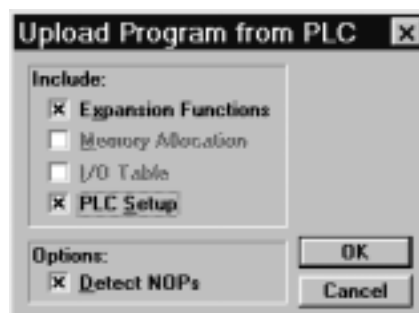 Upload Program from PLC
Include:
Expansion Functions
Memory Allocation
I/O Table
PLC Setup
Options:
Detect NOPs
OK
Cancel